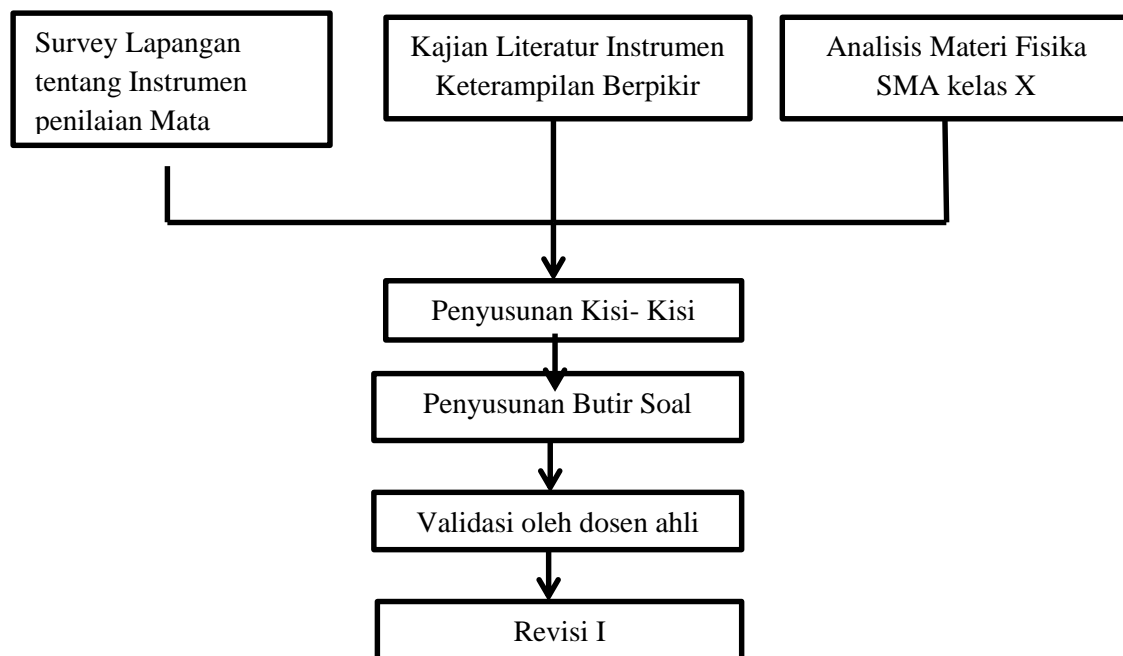 Survey Lapangan
tentang Instrumen
penilaian Mata
Kajian Literatur Instrumen
Keterampilan Berpikir
Analisis Materi Fisika
SMA kelas X
Penyusunan Kisi- Kisi
Penyusunan Butir Soal
Validasi oleh dosen ahli
Revisi I